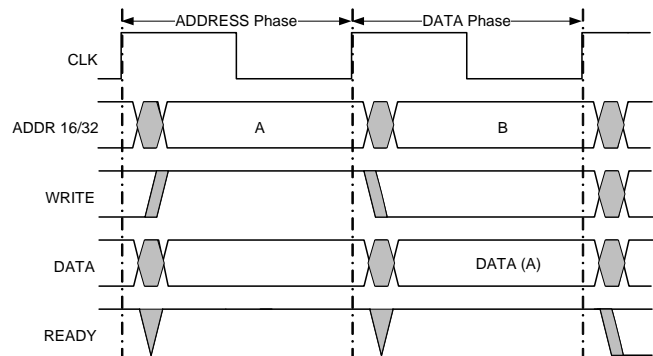 ADDRESS Phase DATA Phase
CLK
ADDR 16/32 A B
WRITE
DATA DATA (A)
READY